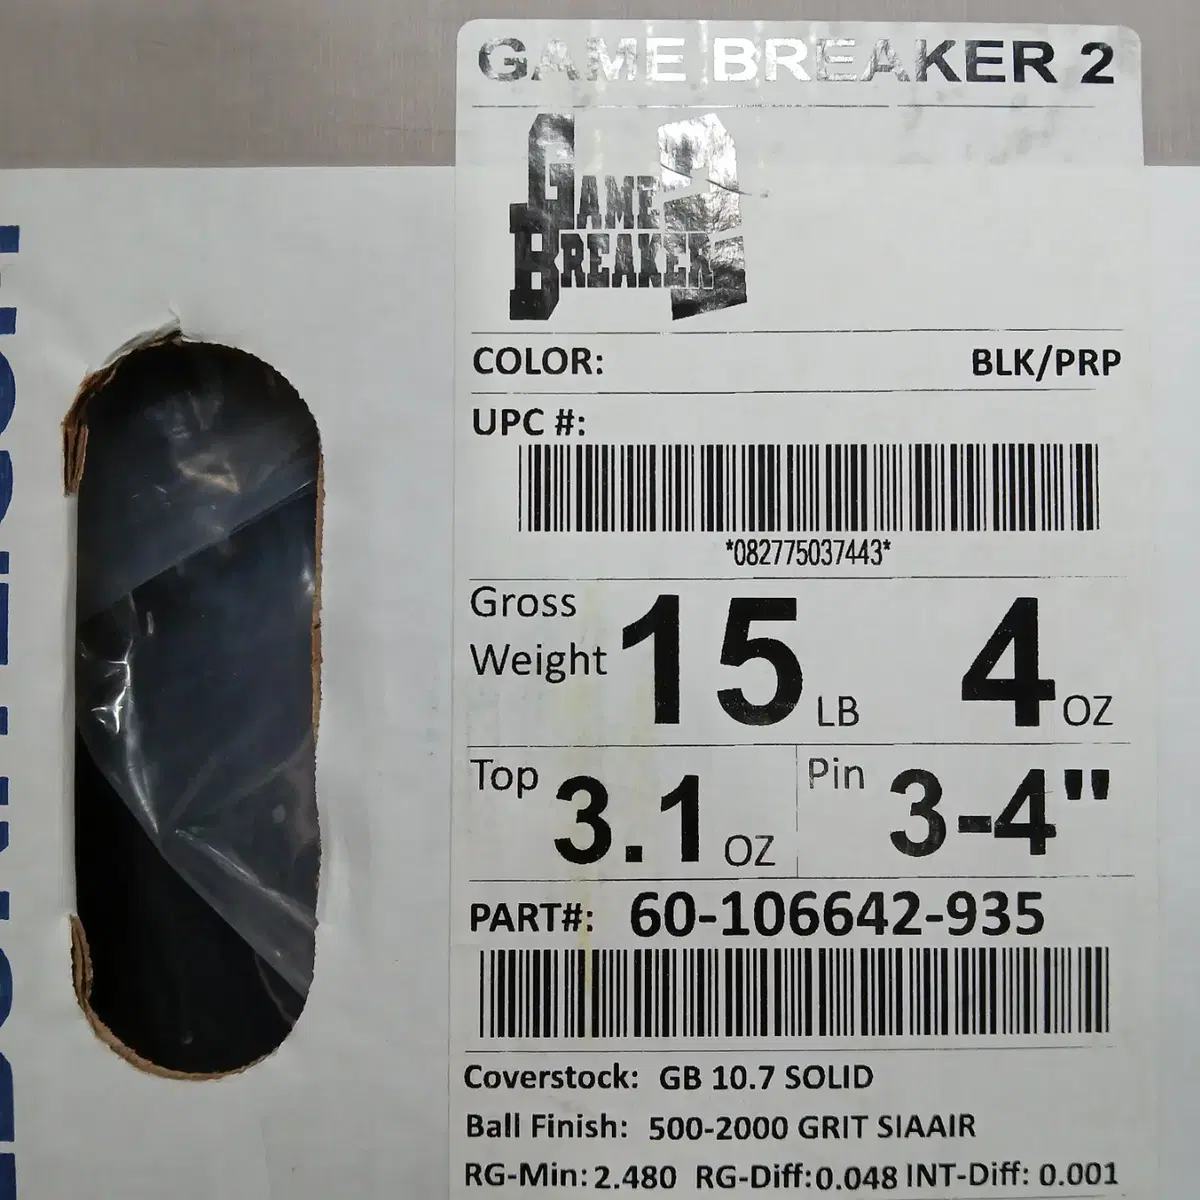 GAME BREAKER 2
GAME
BREAKER
2
COLOR: BLK/PRP
UPC #:
*082775037443*
Gross Weight 15 LB 4 OZ
Top 3.1 OZ Pin 3-4"
PART#: 60-106642-935
Coverstock: GB 10.7 SOLID
Ball Finish: 500-2000 GRIT SIAAIR
RG-Min: 2.480 RG-Diff: 0.048 INT-Diff: 0.001